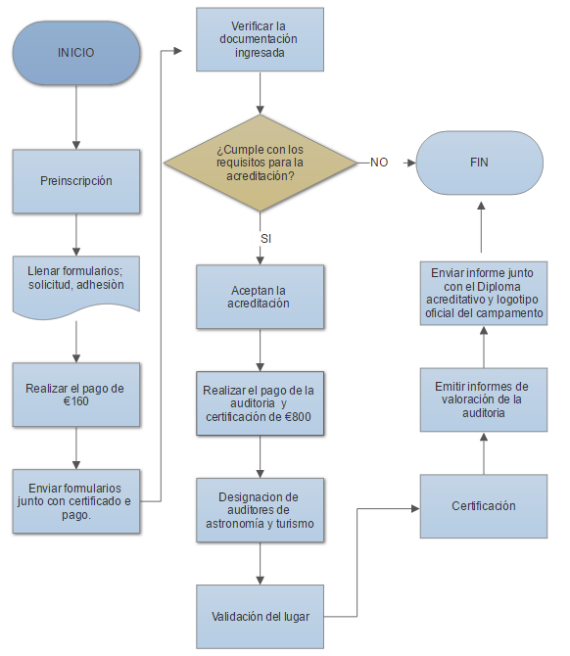 INICIO
Preinscripción
Llenar formularios;
solicitud, adhesiòn
Realizar el pago de
€160
Enviar formularios
junto con certificado e
pago.
Verificar la
documentación
ingresada
¿Cumple con los
requisitos para la
acreditación?
NO
SI
Aceptan la
acreditación
Realizar el pago de la
auditoria y
certificación de €800
Designacion de
auditores de
astronomía y turismo
Validación del lugar
Certificación
Emitir informes de
valoración de la
auditoria
Enviar informe junto
con el Diploma
acreditativo y logotipo
oficial del campamento
FIN